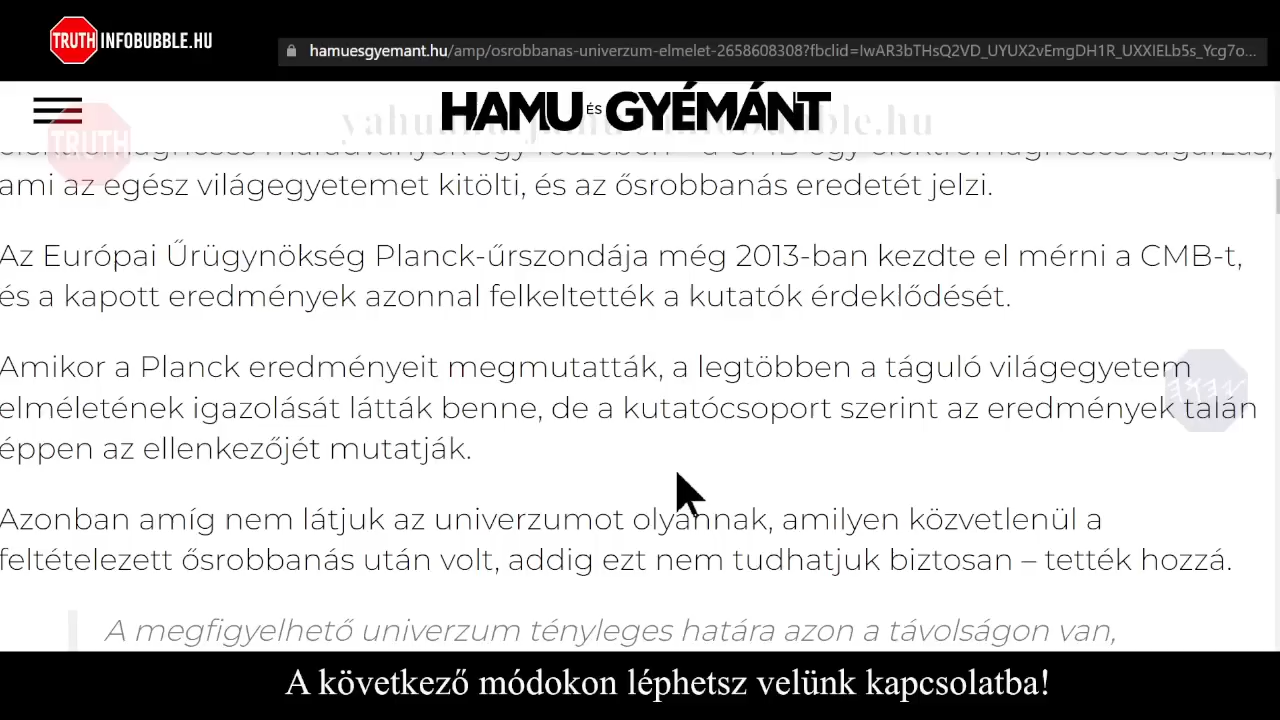 TRUTH INFOBUBBLE.HU
hamuesgyemant.hu/amp/osrobbanas-univerzum-elmelet-2658608308?fbclid=IwAR3bTHsQ2VD_UYUX2vEmgDH1R_UXXIELb5s_Ycg7o...
HAMU ÉS GYÉMÁNT
TRUTH
ami az egész világegyetemet kitölti, és az ősrobbanás eredetét jelzi.
Az Európai Űrügynökség Planck-űrszondája még 2013-ban kezdte el mérni a CMB-t,
és a kapott eredmények azonnal felkeltették a kutatók érdeklődését.
Amikor a Planck eredményeit megmutatták, a legtöbben a táguló világegyetem
elméletének igazolását látták benne, de a kutatócsoport szerint az eredmények talán
éppen az ellenkezőjét mutatják.
Azonban amíg nem látjuk az univerzumot olyannak, amilyen közvetlenül a
feltételezett ősrobbanás után volt, addig ezt nem tudhatjuk biztosan – tették hozzá.
A megfigyelhető univerzum tényleges határa azon a távolságon van,
A következő módokon léphetsz velünk kapcsolatba!